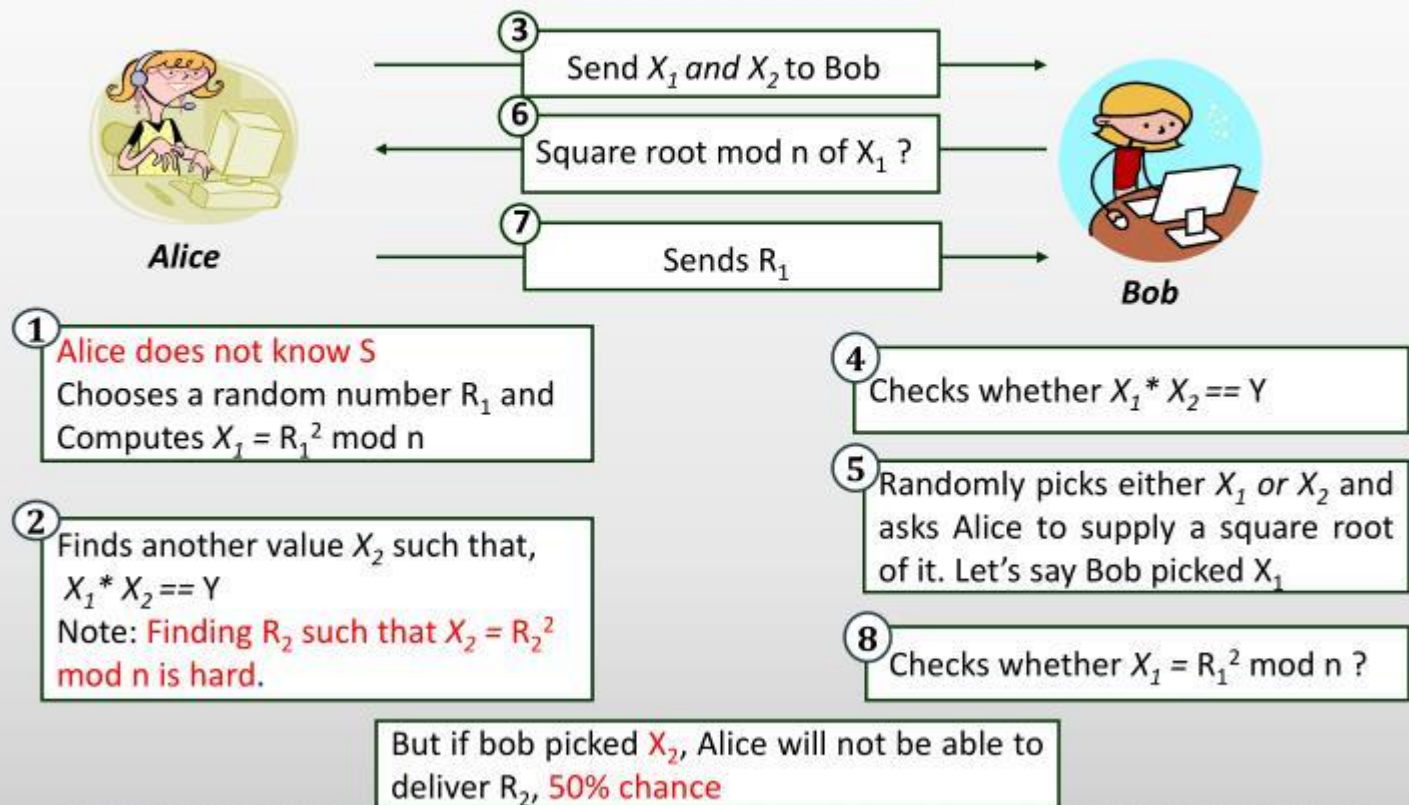 3
Send X₁ and X₂ to Bob
6
Square root mod n of X₁ ?
7
Sends R₁
Alice
Bob
1
Alice does not know S
Chooses a random number R₁ and
Computes X₁ = R₁² mod n
2
Finds another value X₂ such that,
X₁* X₂ == Y
Note: Finding R₂ such that X₂ = R₂²
mod n is hard.
4
Checks whether X₁* X₂ == Y
5
Randomly picks either X₁ or X₂ and
asks Alice to supply a square root
of it. Let's say Bob picked X₁
8
Checks whether X₁ = R₁² mod n ?
But if bob picked X₂, Alice will not be able to
deliver R₂, 50% chance